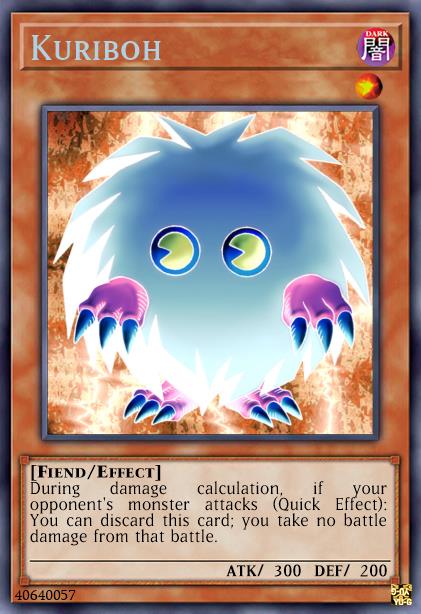 KURIBOH
DARK
闇
[FIEND/EFFECT]
During damage calculation, if your
opponent's monster attacks (Quick Effect):
You can discard this card; you take no battle
damage from that battle.
ATK/ 300 DEF/ 200
40640057